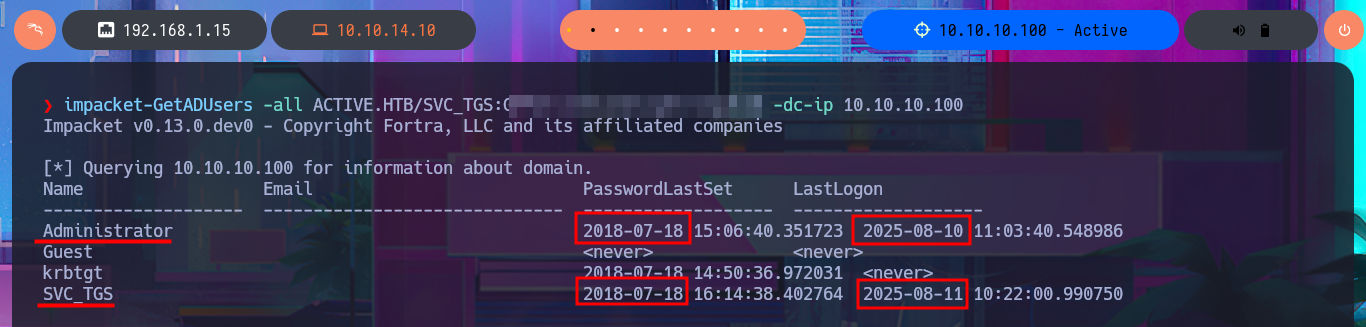 192.168.1.15 10.10.14.10 10.10.10.100 - Active
❯ impacket-GetADUsers -all ACTIVE.HTB/SVC_TGS: -dc-ip 10.10.10.100
Impacket v0.13.0.dev0 - Copyright Fortra, LLC and its affiliated companies
[*] Querying 10.10.10.100 for information about domain.
Name Email PasswordLastSet LastLogon
-------------------- ------------------------------ ------------------- -------------------
Administrator 2018-07-18 15:06:40.351723 2025-08-10 11:03:40.548986
Guest <never> <never>
krbtgt 2018-07-18 14:50:36.972031 <never>
SVC_TGS 2018-07-18 16:14:38.402764 2025-08-11 10:22:00.990750